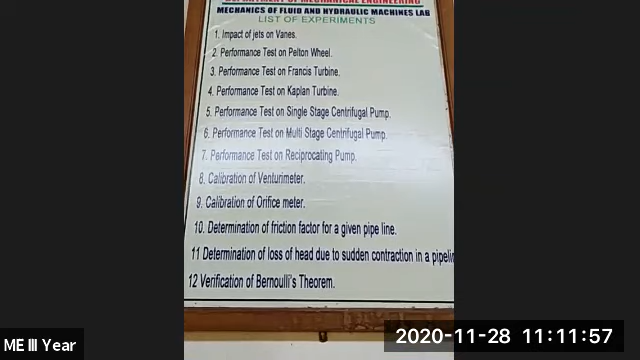 DEPARTMENT OF MECHANICAL ENGINEERING
MECHANICS OF FLUID AND HYDRAULIC MACHINES LAB
LIST OF EXPERIMENTS
1. Impact of jets on Vanes.
2. Performance Test on Pelton Wheel.
3. Performance Test on Francis Turbine.
4. Performance Test on Kaplan Turbine.
5. Performance Test on Single Stage Centrifugal Pump.
6. Performance Test on Multi Stage Centrifugal Pump.
7. Performance Test on Reciprocating Pump.
8. Calibration of Venturimeter.
9. Calibration of Orifice meter.
10. Determination of friction factor for a given pipe line.
11 Determination of loss of head due to sudden contraction in a pipelin
12 Verification of Bernoulli's Theorem.
ME III Year
2020-11-28 11:11:57